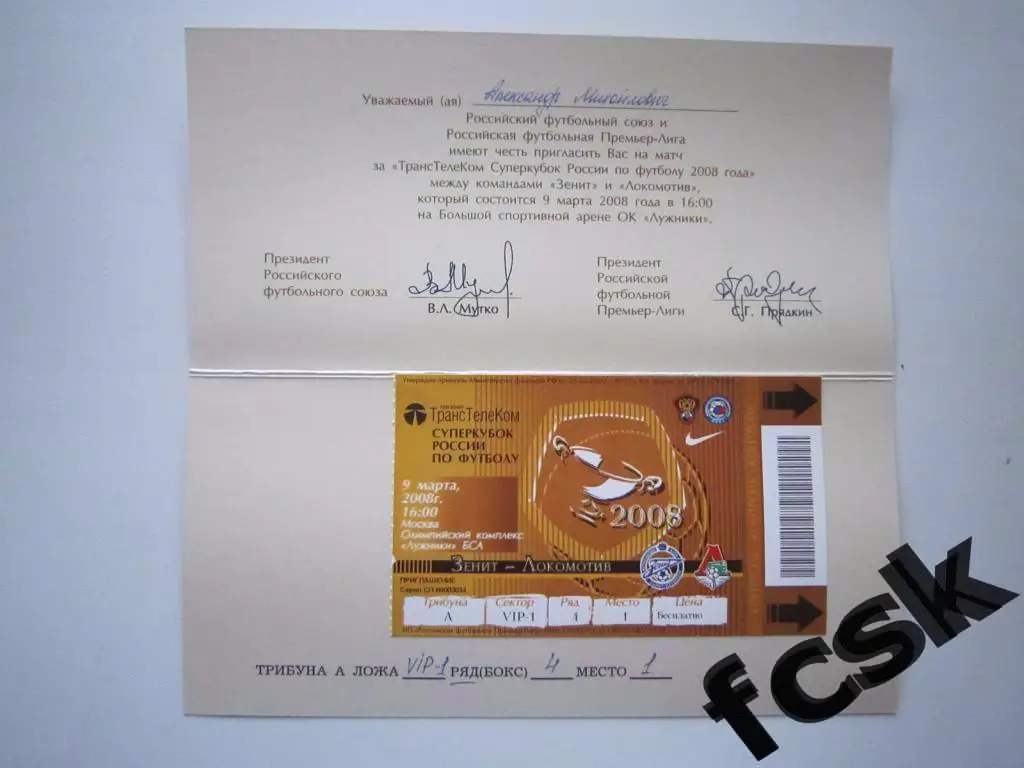 Уважаемый (ая) Александр Михайлович
Российский футбольный союз и
Российская футбольная Премьер-Лига
имеют честь пригласить Вас на матч
за «ТрансТелеКом Суперкубок России по футболу 2008 года»
между командами «Зенит» и «Локомотив»,
который состоится 9 марта 2008 года в 16:00
на Большой спортивной арене ОК «Лужники».
Президент
Российского
футбольного союза
В.Л. Мутко
Президент
Российской
футбольной
Премьер-Лиги
С.Г. Прядкин
компания
ТрансТелеКом
СУПЕРКУБОК
РОССИИ
ПО ФУТБОЛУ
9 марта,
2008г.
16:00
Москва
Олимпийский комплекс
«Лужники» БСА
2008
Зенит – Локомотив
ПРИГЛАШЕНИЕ
Трибуна Сектор Ряд Место Цена
А VIP-1 4 1 Бесплатно
ТРИБУНА А ЛОЖА VIP-1 РЯД(БОКС) 4 МЕСТО 1
fcsk